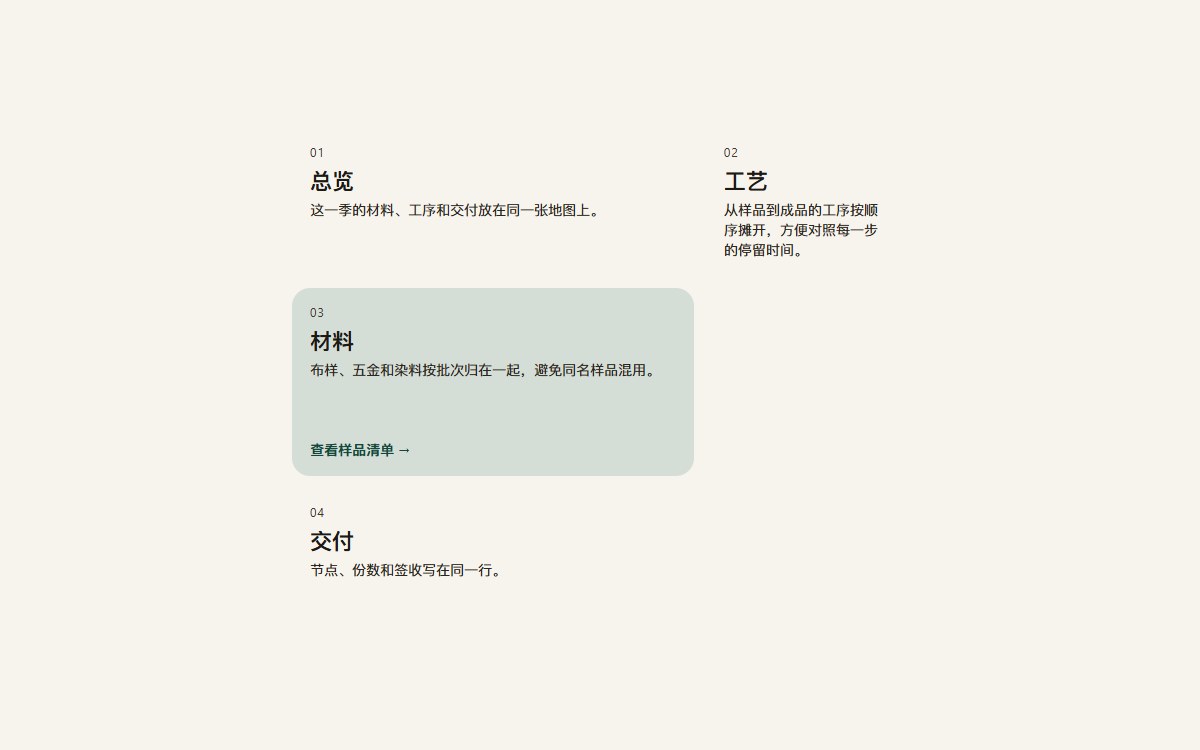 01
总览
这一季的材料、工序和交付放在同一张地图上。
02
工艺
从样品到成品的工序按顺
序摊开，方便对照每一步
的停留时间。
03
材料
布样、五金和染料按批次归在一起，避免同名样品混用。
查看样品清单 →
04
交付
节点、份数和签收写在同一行。